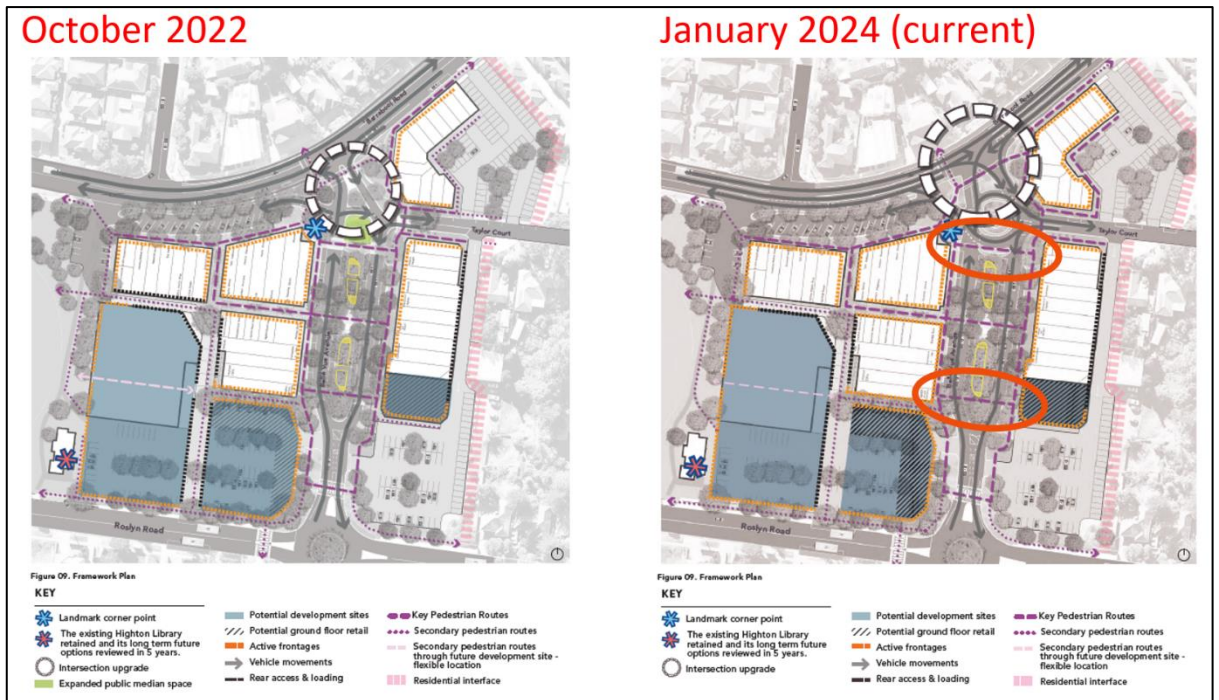 October 2022
January 2024 (current)
Barrabool Road
Taylor Court
Roslyn Road
Figure 09. Framework Plan
KEY
Landmark corner point
The existing Highton Library
retained and its long term future
options reviewed in 5 years.
Intersection upgrade
Expanded public median space
Potential development sites
Potential ground floor retail
Active frontages
Vehicle movements
Rear access & loading
Key Pedestrian Routes
Secondary pedestrian routes
Secondary pedestrian routes
through future development site -
flexible location
Residential interface
Taylor Court
Roslyn Road
Figure 09. Framework Plan
KEY
Landmark corner point
The existing Highton Library
retained and its long term future
options reviewed in 5 years.
Intersection upgrade
Potential development sites
Potential ground floor retail
Active frontages
Vehicle movements
Rear access & loading
Key Pedestrian Routes
Secondary pedestrian routes
Secondary pedestrian routes
through future development site -
flexible location
Residential interface